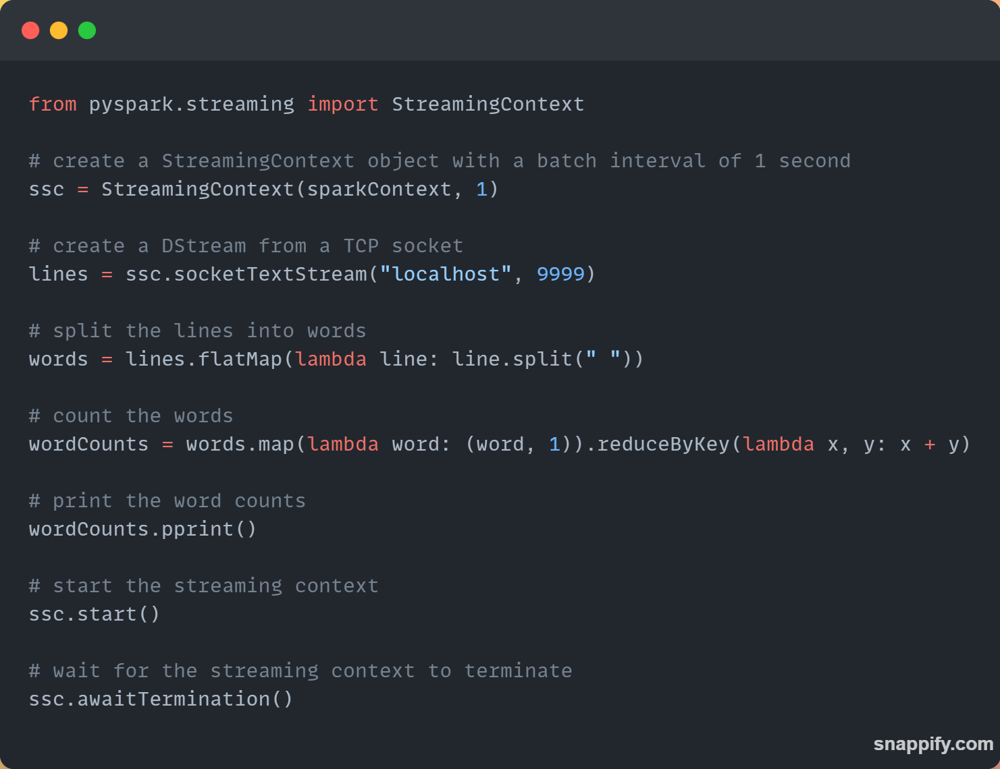 from pyspark.streaming import StreamingContext
# create a StreamingContext object with a batch interval of 1 second
ssc = StreamingContext(sparkContext, 1)
# create a DStream from a TCP socket
lines = ssc.socketTextStream("localhost", 9999)
# split the lines into words
words = lines.flatMap(lambda line: line.split(" "))
# count the words
wordCounts = words.map(lambda word: (word, 1)).reduceByKey(lambda x, y: x + y)
# print the word counts
wordCounts.pprint()
# start the streaming context
ssc.start()
# wait for the streaming context to terminate
ssc.awaitTermination()
snappify.com